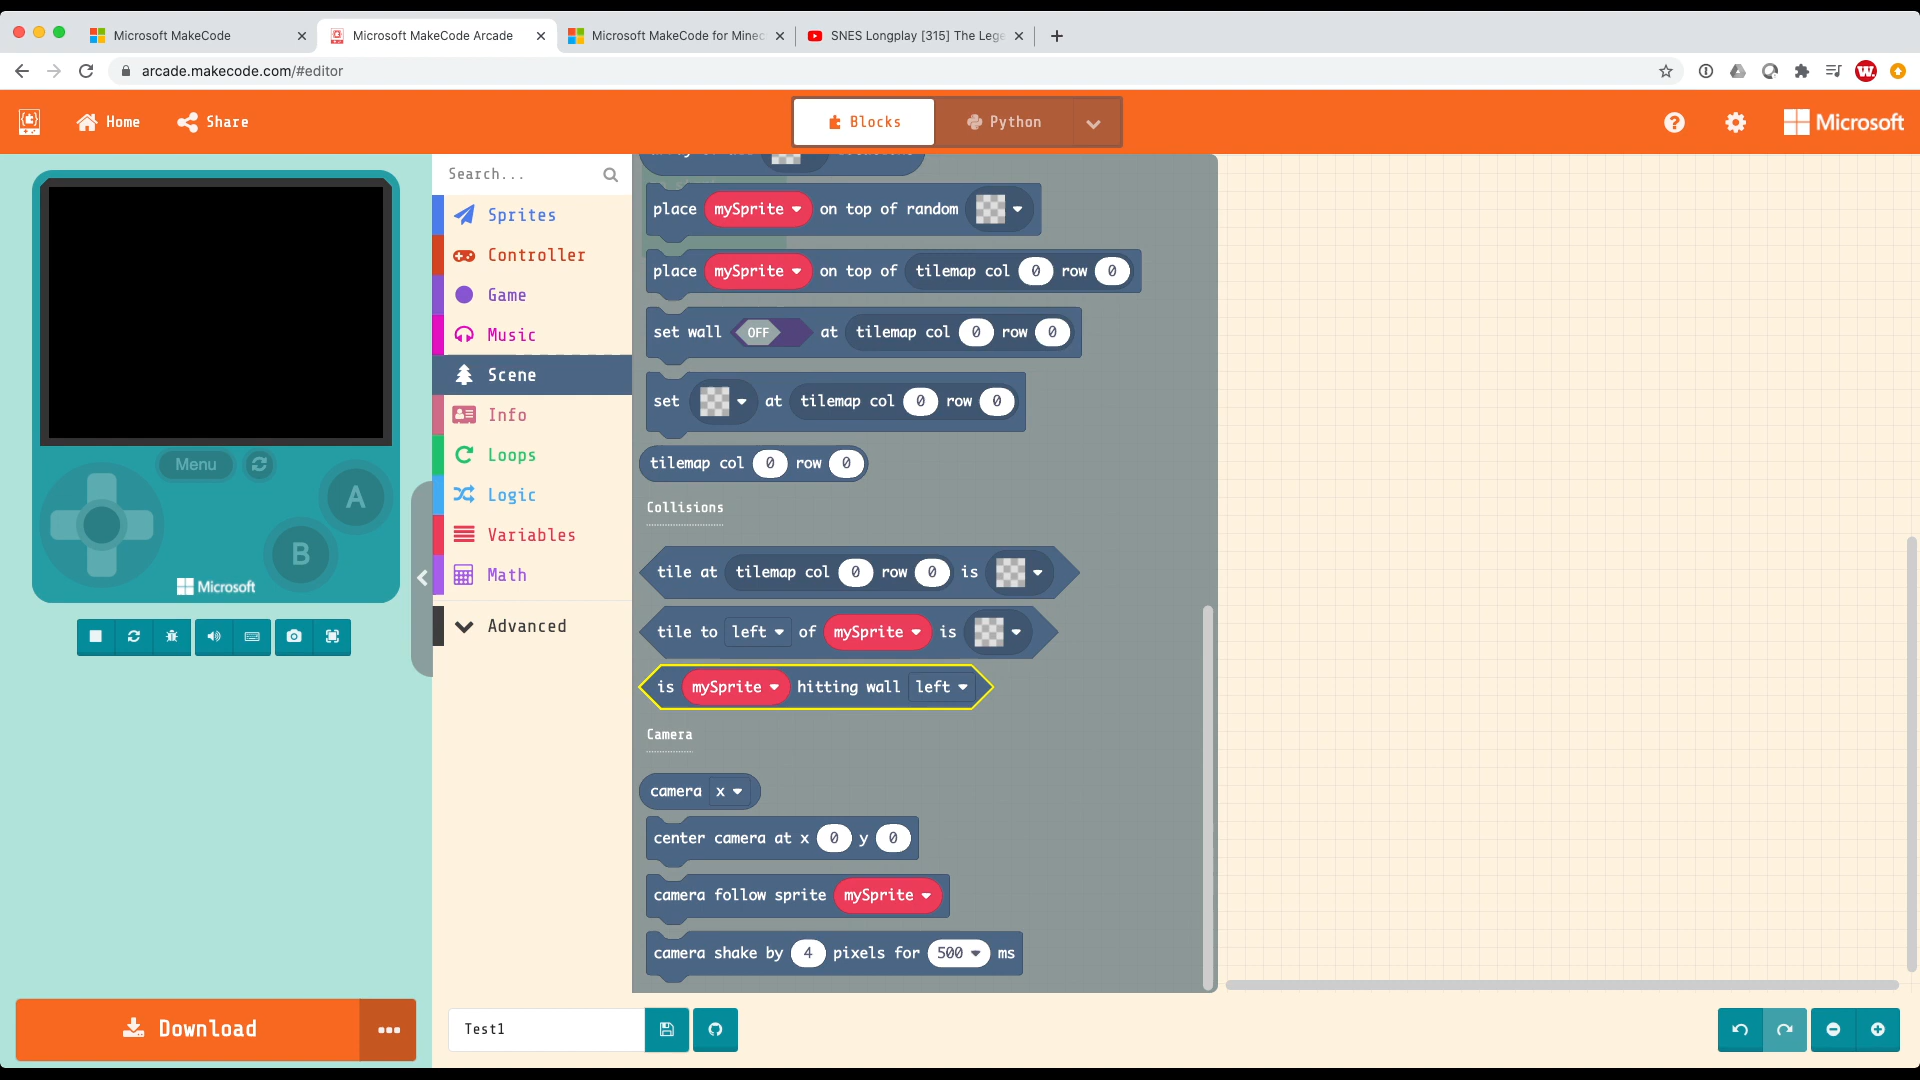 Microsoft MakeCode
Microsoft MakeCode Arcade
Microsoft MakeCode for Minec
SNES Longplay [315] The Lege
arcade.makecode.com/#editor
Home
Share
Blocks
Python
Microsoft
Search...
Sprites
Controller
Game
Music
Scene
Info
Loops
Logic
Variables
Math
Advanced
place mySprite on top of random
place mySprite on top of tilemap col 0 row 0
set wall OFF at tilemap col 0 row 0
set at tilemap col 0 row 0
tilemap col 0 row 0
Collisions
tile at tilemap col 0 row 0 is
tile to left of mySprite is
is mySprite hitting wall left
Camera
camera x
center camera at x 0 y 0
camera follow sprite mySprite
camera shake by 4 pixels for 500 ms
Menu
A
B
Microsoft
Download
Test1